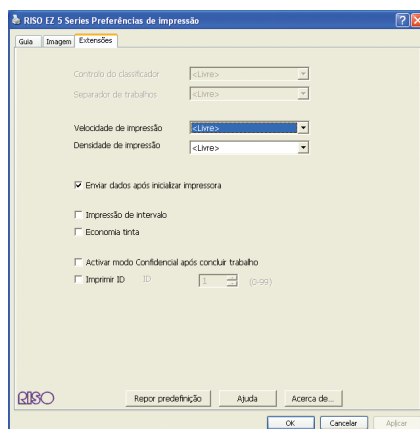 RISO EZ 5 Series Preferências de impressão
Guia Imagem Extensões
Controlo do classificador <Livre>
Separador de trabalhos <Livre>
Velocidade de impressão <Livre>
Densidade de impressão <Livre>
Enviar dados após inicializar impressora
Impressão de intervalo
Economia tinta
Activar modo Confidencial após concluir trabalho
Imprimir ID ID 1 (0-99)
RISO Repor predefinição Ajuda Acerca de...
OK Cancelar Aplicar